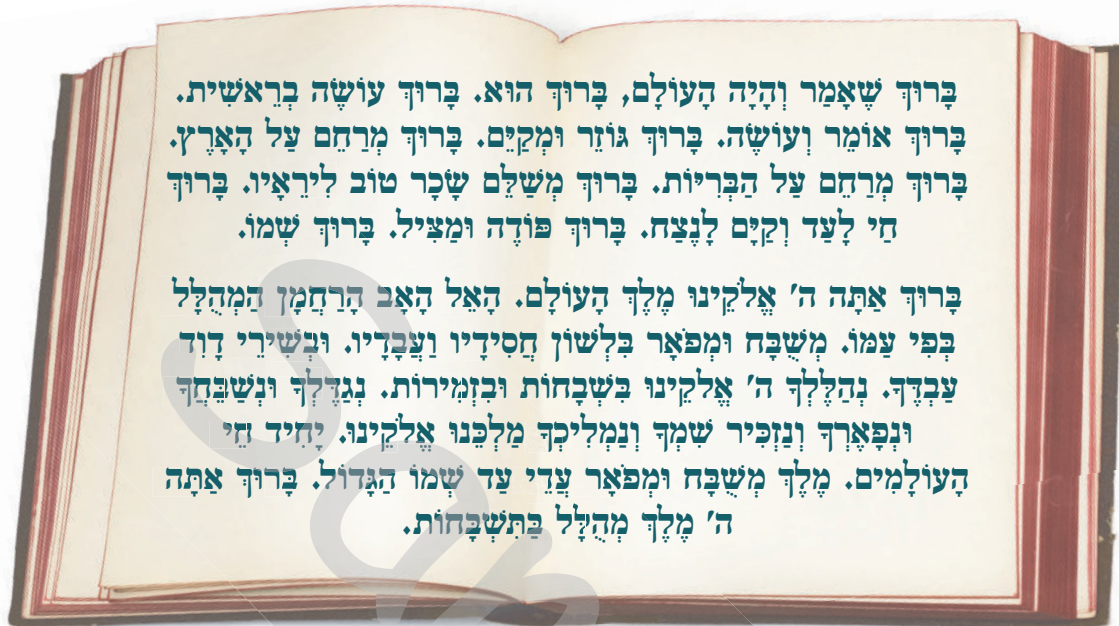 בָּרוּךְ שֶׁאָמַר וְהָיָה הָעוֹלָם, בָּרוּךְ הוּא. בָּרוּךְ עוֹשֶׂה בְרֵאשִׁית.
בָּרוּךְ אוֹמֵר וְעוֹשֶׂה. בָּרוּךְ גּוֹזֵר וּמְקַיֵּם. בָּרוּךְ מְרַחֵם עַל הָאָרֶץ.
בָּרוּךְ מְרַחֵם עַל הַבְּרִיּוֹת. בָּרוּךְ מְשַׁלֵּם שָׂכָר טוֹב לִירֵאָיו. בָּרוּךְ
חַי לָעַד וְקַיָּם לָנֶצַח. בָּרוּךְ פּוֹדֶה וּמַצִּיל. בָּרוּךְ שְׁמוֹ.
בָּרוּךְ אַתָּה ה' אֱלֹקֵינוּ מֶלֶךְ הָעוֹלָם. הָאֵל הָאָב הָרַחֲמָן הַמְהֻלָּל
בְּפִי עַמּוֹ. מְשֻׁבָּח וּמְפֹאָר בִּלְשׁוֹן חֲסִידָיו וַעֲבָדָיו. וּבְשִׁירֵי דָוִד
עַבְדֶּךָ. נְהַלֶּלְךָ ה' אֱלֹקֵינוּ בִּשְׁבָחוֹת וּבִזְמִירוֹת. נְגַדֶּלְךָ וּנְשַׁבֵּחֲךָ
וּנְפָאֶרְךָ וְנַזְכִּיר שִׁמְךָ וְנַמְלִיכְךָ מַלְכֵּנוּ אֱלֹקֵינוּ. יָחִיד חֵי
הָעוֹלָמִים. מֶלֶךְ מְשֻׁבָּח וּמְפֹאָר עֲדֵי עַד שְׁמוֹ הַגָּדוֹל. בָּרוּךְ אַתָּה
ה' מֶלֶךְ מְהֻלָּל בַּתִּשְׁבָּחוֹת.